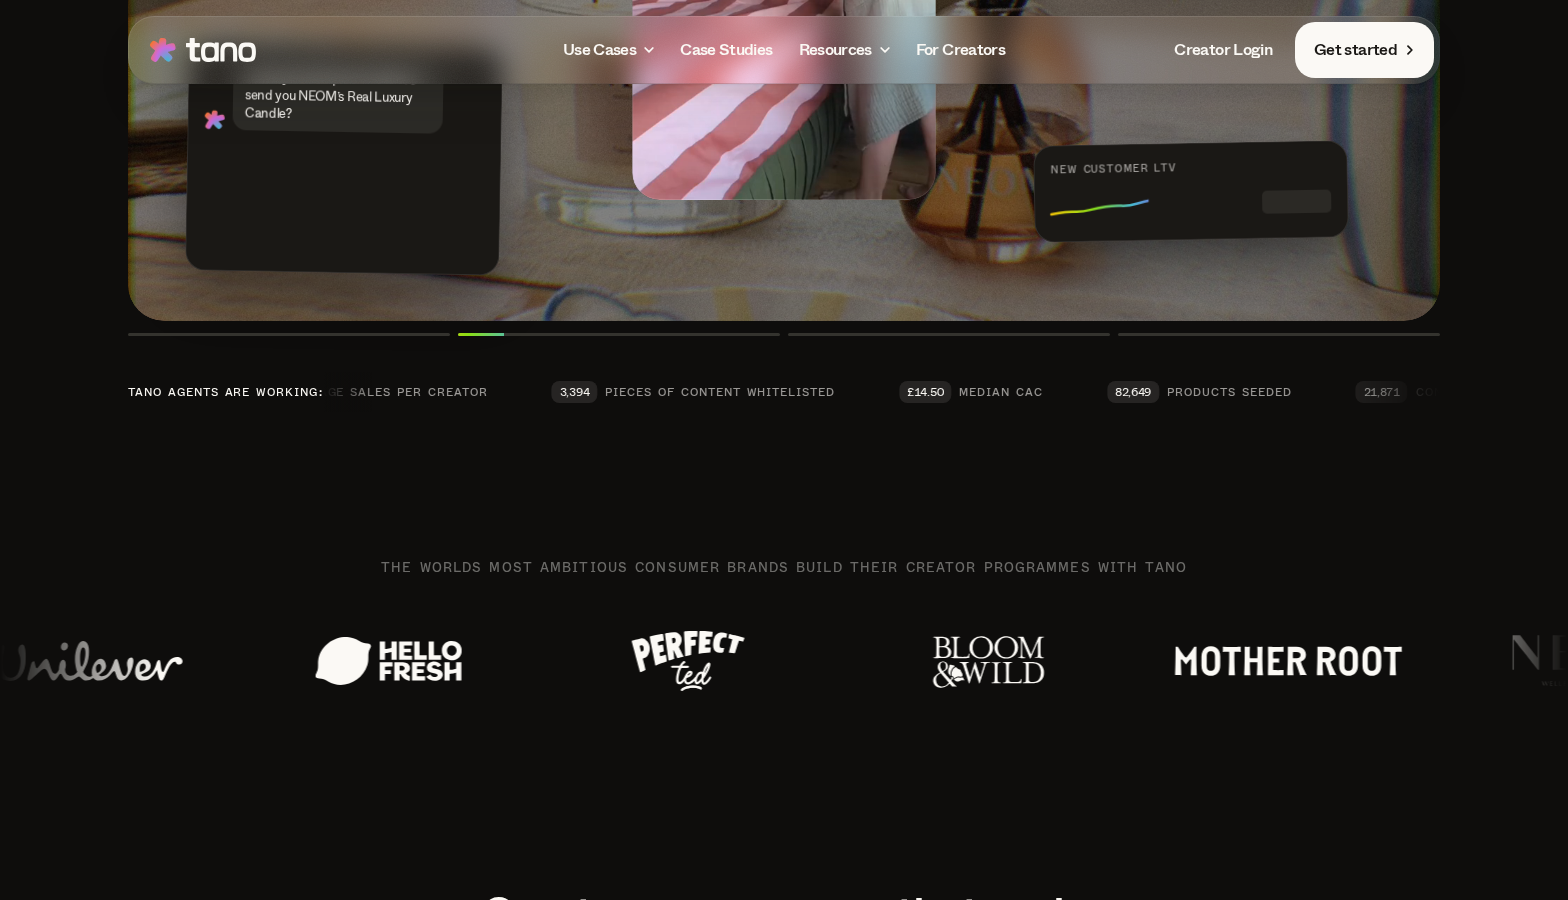 tano
Use Cases
Case Studies
Resources
For Creators
Creator Login
Get started
send you NEOM's Real Luxury
Candle?
NEW CUSTOMER LTV
TANO AGENTS ARE WORKING:
SALES PER CREATOR
3,394 PIECES OF CONTENT WHITELISTED
£14.50 MEDIAN CAC
82,649 PRODUCTS SEEDED
21,871
THE WORLDS MOST AMBITIOUS CONSUMER BRANDS BUILD THEIR CREATOR PROGRAMMES WITH TANO
Unilever
HELLO
FRESH
PERFECT
ted
BLOOM
&WILD
MOTHER ROOT